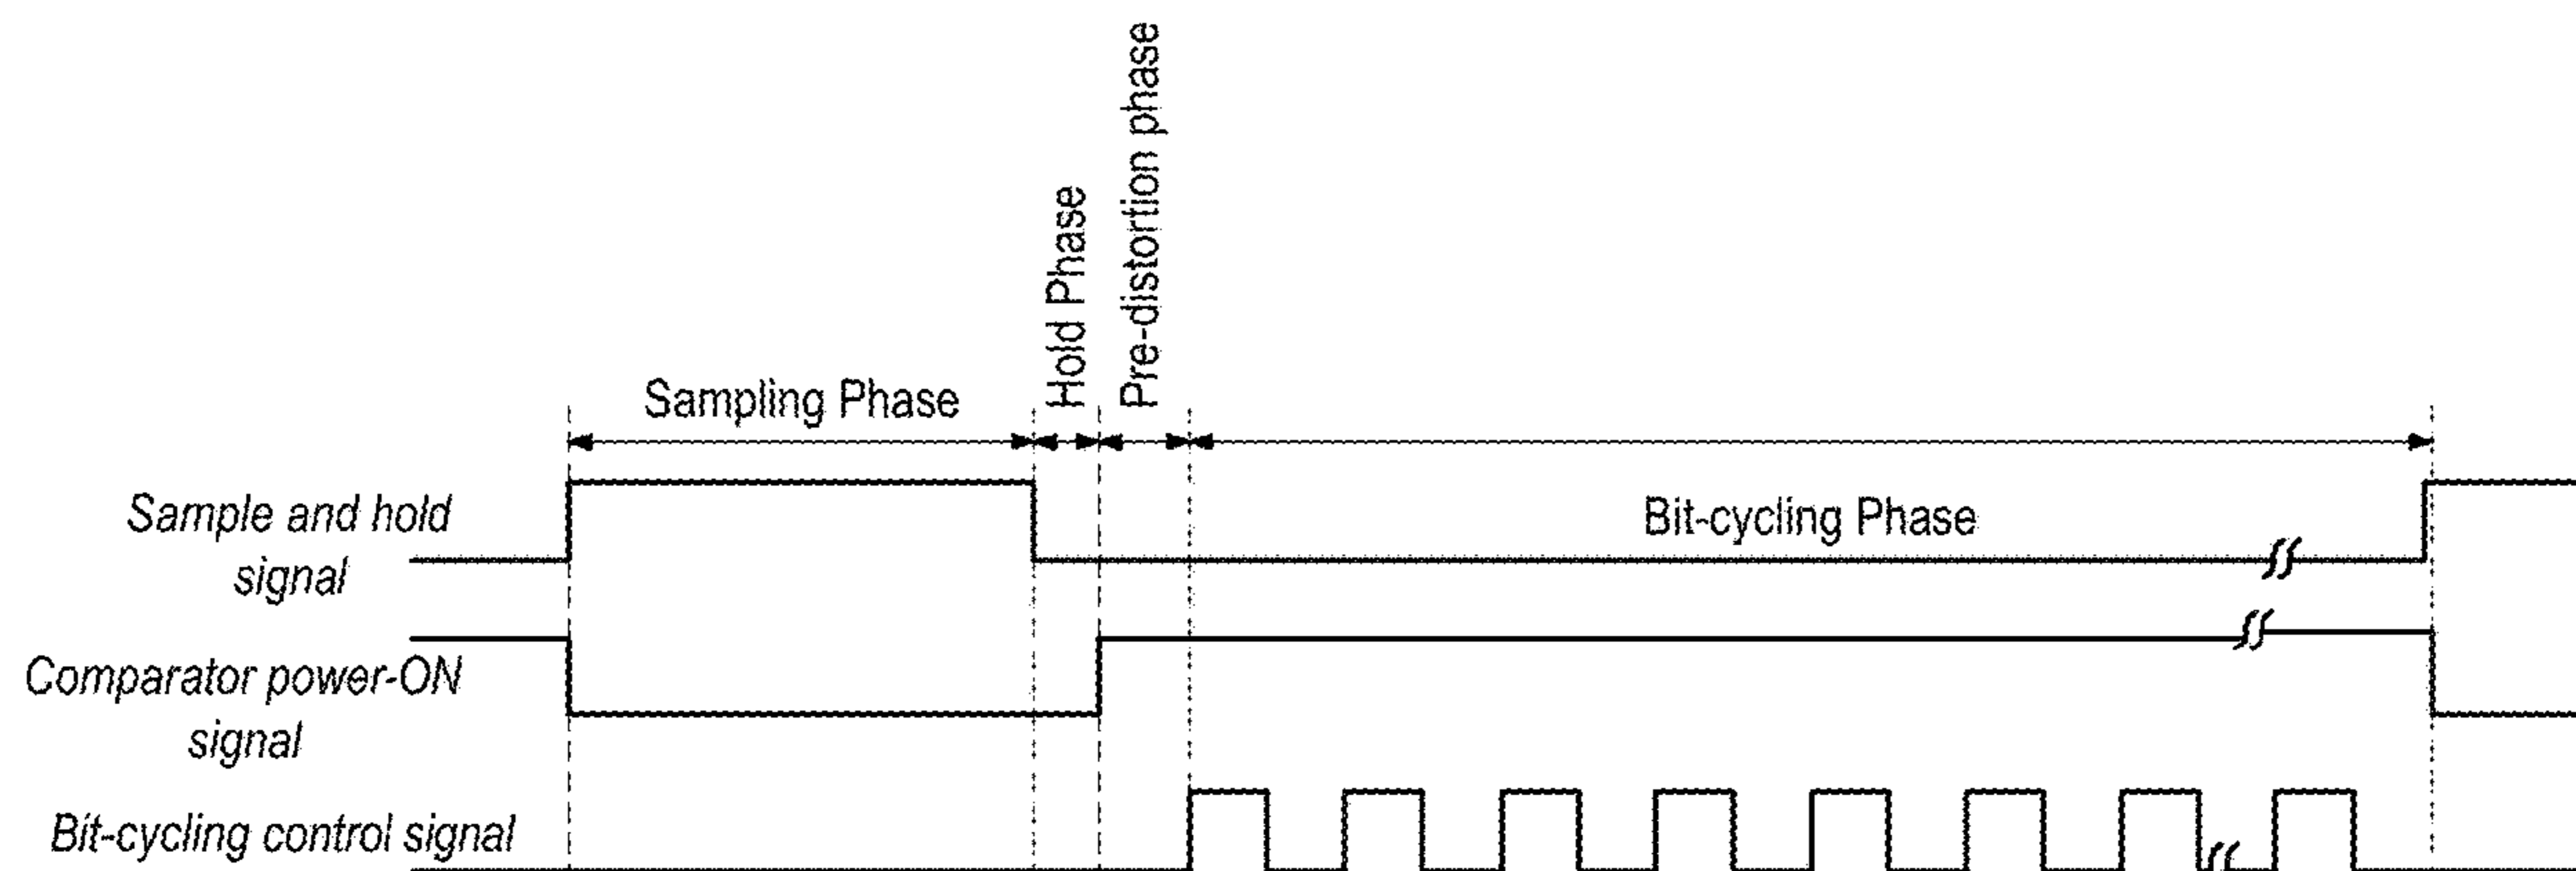 Pre-distortion phase
Hold Phase
Sampling Phase
Sample and hold
signal
Bit-cycling Phase
Comparator power-ON
signal
Bit-cycling control signal